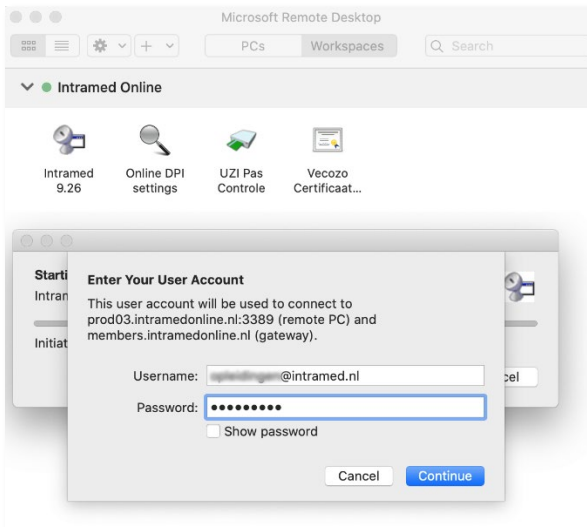 Microsoft Remote Desktop
PCs
Workspaces
Search
Intramed Online
Intramed
9.26
Online DPI
settings
UZI Pas
Controle
Vecozo
Certificaat...
Starti
Intran
Initiat
cel
Enter Your User Account
This user account will be used to connect to
prod03.intramedonline.nl:3389 (remote PC) and
members.intramedonline.nl (gateway).
Username: @intramed.nl
Password: •••••••••
Show password
Cancel
Continue